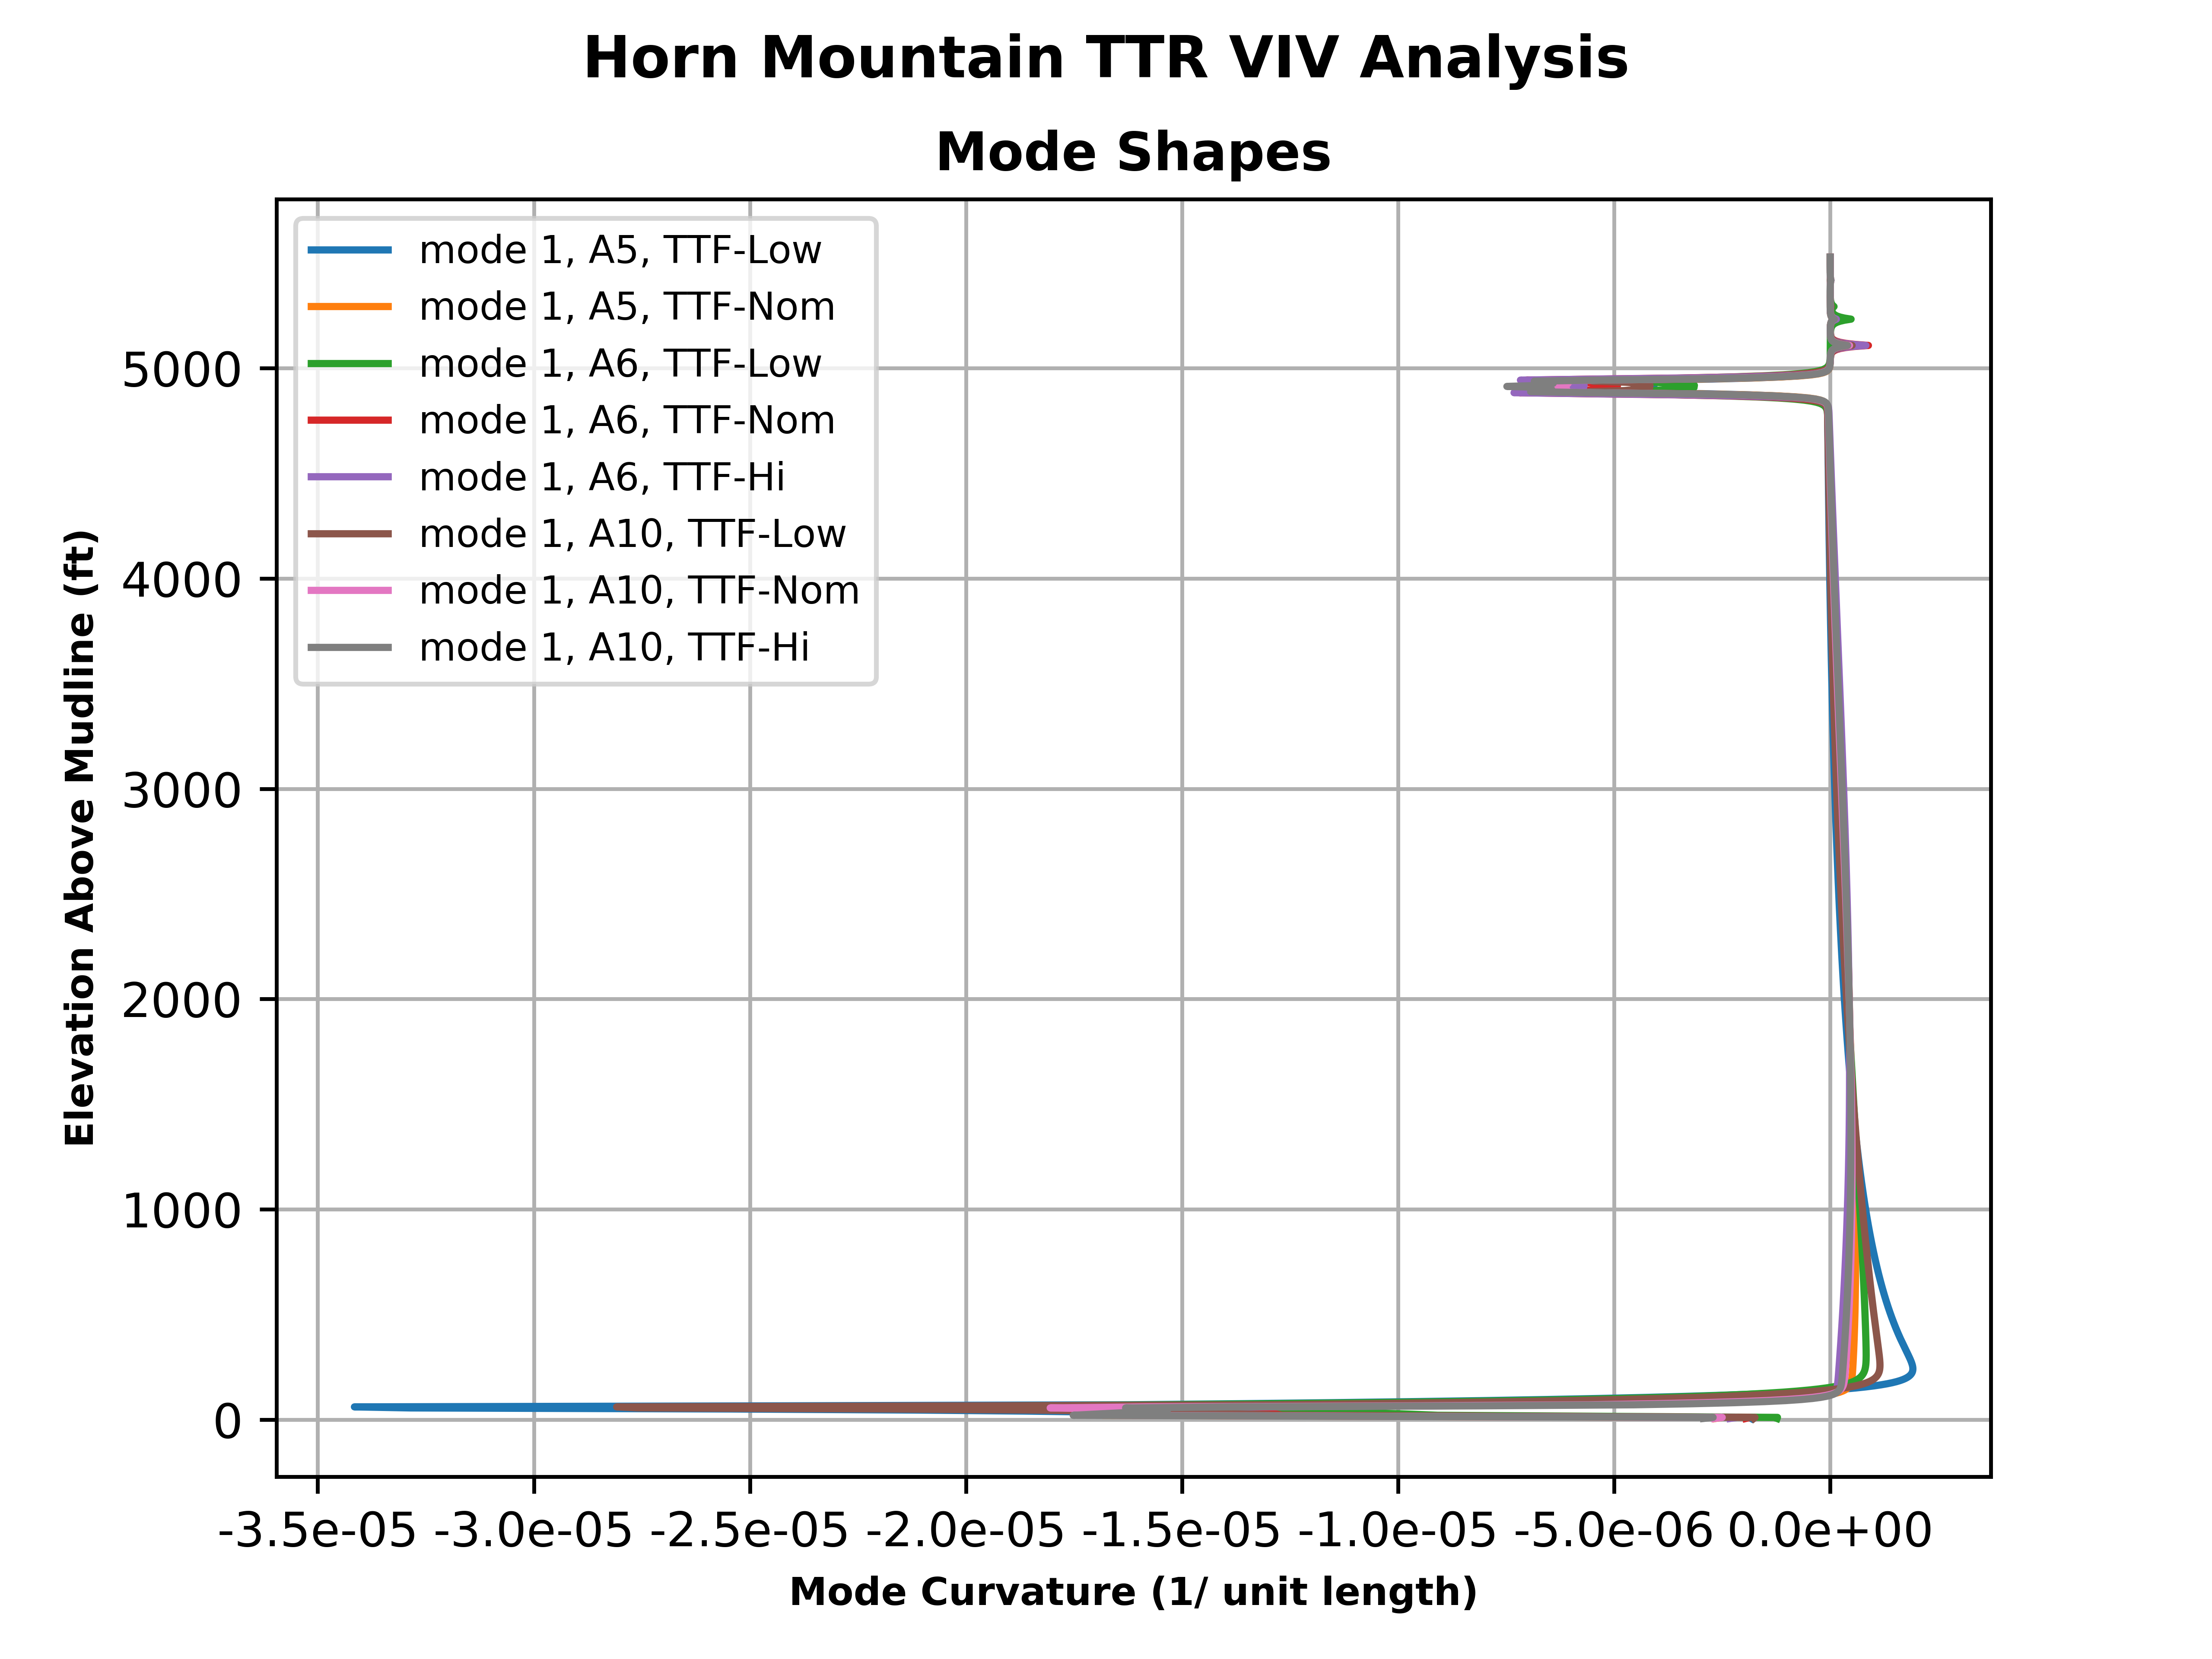 Horn Mountain TTR VIV Analysis
Mode Shapes
mode 1, A5, TTF-Low
mode 1, A5, TTF-Nom
mode 1, A6, TTF-Low
mode 1, A6, TTF-Nom
mode 1, A6, TTF-Hi
mode 1, A10, TTF-Low
mode 1, A10, TTF-Nom
mode 1, A10, TTF-Hi
Elevation Above Mudline (ft)
5000
4000
3000
2000
1000
0
-3.5e-05 -3.0e-05 -2.5e-05 -2.0e-05 -1.5e-05 -1.0e-05 -5.0e-06 0.0e+00
Mode Curvature (1/ unit length)